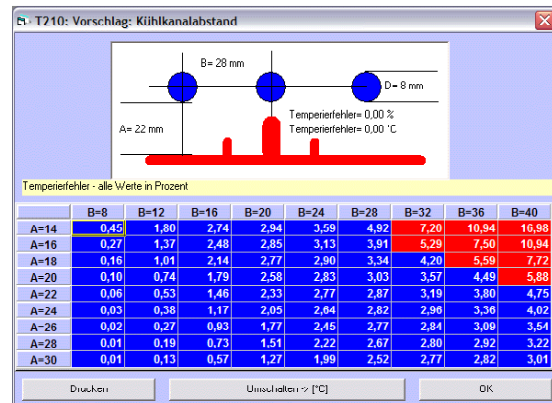 T210: Vorschlag: Kühlkanalabstand
B= 28 mm
D= 8 mm
Temperierfehler= 0,00 %
A= 22 mm
Temperierfehler= 0,00 °C
Temperierfehler - alle Werte in Prozent
B=8 B=12 B=16 B=20 B=24 B=28 B=32 B=36 B=40
A=14 0,45 1,80 2,74 2,94 3,59 4,92 7,20 10,94 16,98
A=16 0,27 1,37 2,48 2,85 3,13 3,91 5,29 7,50 10,94
A=18 0,16 1,01 2,14 2,77 2,90 3,34 4,20 5,59 7,72
A=20 0,10 0,74 1,79 2,58 2,83 3,03 3,57 4,49 5,88
A=22 0,06 0,53 1,46 2,33 2,77 2,87 3,19 3,80 4,75
A=24 0,03 0,38 1,17 2,05 2,64 2,82 2,96 3,36 4,02
A=26 0,02 0,27 0,93 1,77 2,45 2,77 2,84 3,09 3,54
A=28 0,01 0,19 0,73 1,51 2,22 2,67 2,80 2,92 3,22
A=30 0,01 0,13 0,57 1,27 1,99 2,52 2,77 2,82 3,01
Drucken Umschalten -> [°C] OK